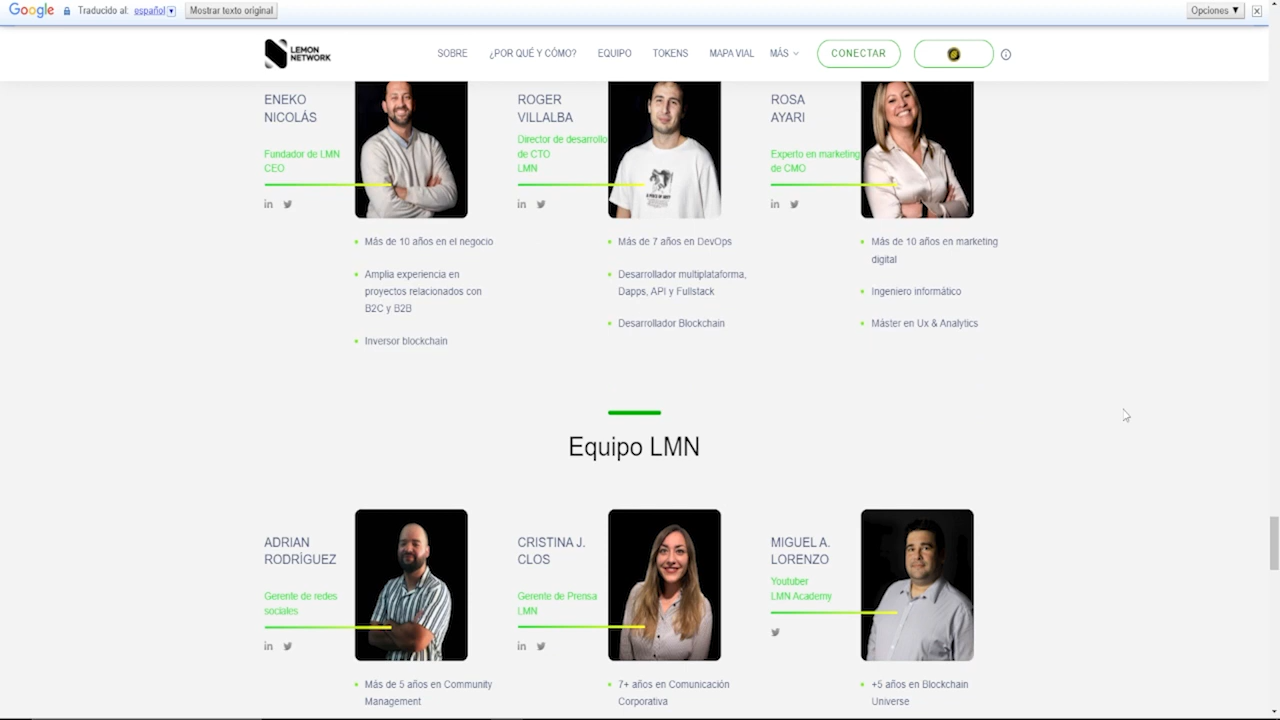 Google Traducido al: español Mostrar texto original Opciones ▼
LEMON
NETWORK
SOBRE ¿POR QUÉ Y CÓMO? EQUIPO TOKENS MAPA VIAL MÁS CONECTAR
ENEKO
NICOLÁS
Fundador de LMN
CEO
in
Más de 10 años en el negocio
Amplia experiencia en
proyectos relacionados con
B2C y B2B
Inversor blockchain
ROGER
VILLALBA
Director de desarrollo
de CTO
LMN
in
Más de 7 años en DevOps
Desarrollador multiplataforma,
Dapps, API y Fullstack
Desarrollador Blockchain
ROSA
AYARI
Experto en marketing
de CMO
in
Más de 10 años en marketing
digital
Ingeniero informático
Máster en Ux & Analytics
Equipo LMN
ADRIAN
RODRÍGUEZ
Gerente de redes
sociales
in
Más de 5 años en Community
Management
CRISTINA J.
CLOS
Gerente de Prensa
LMN
in
7+ años en Comunicación
Corporativa
MIGUEL A.
LORENZO
Youtuber
LMN Academy
+5 años en Blockchain
Universe